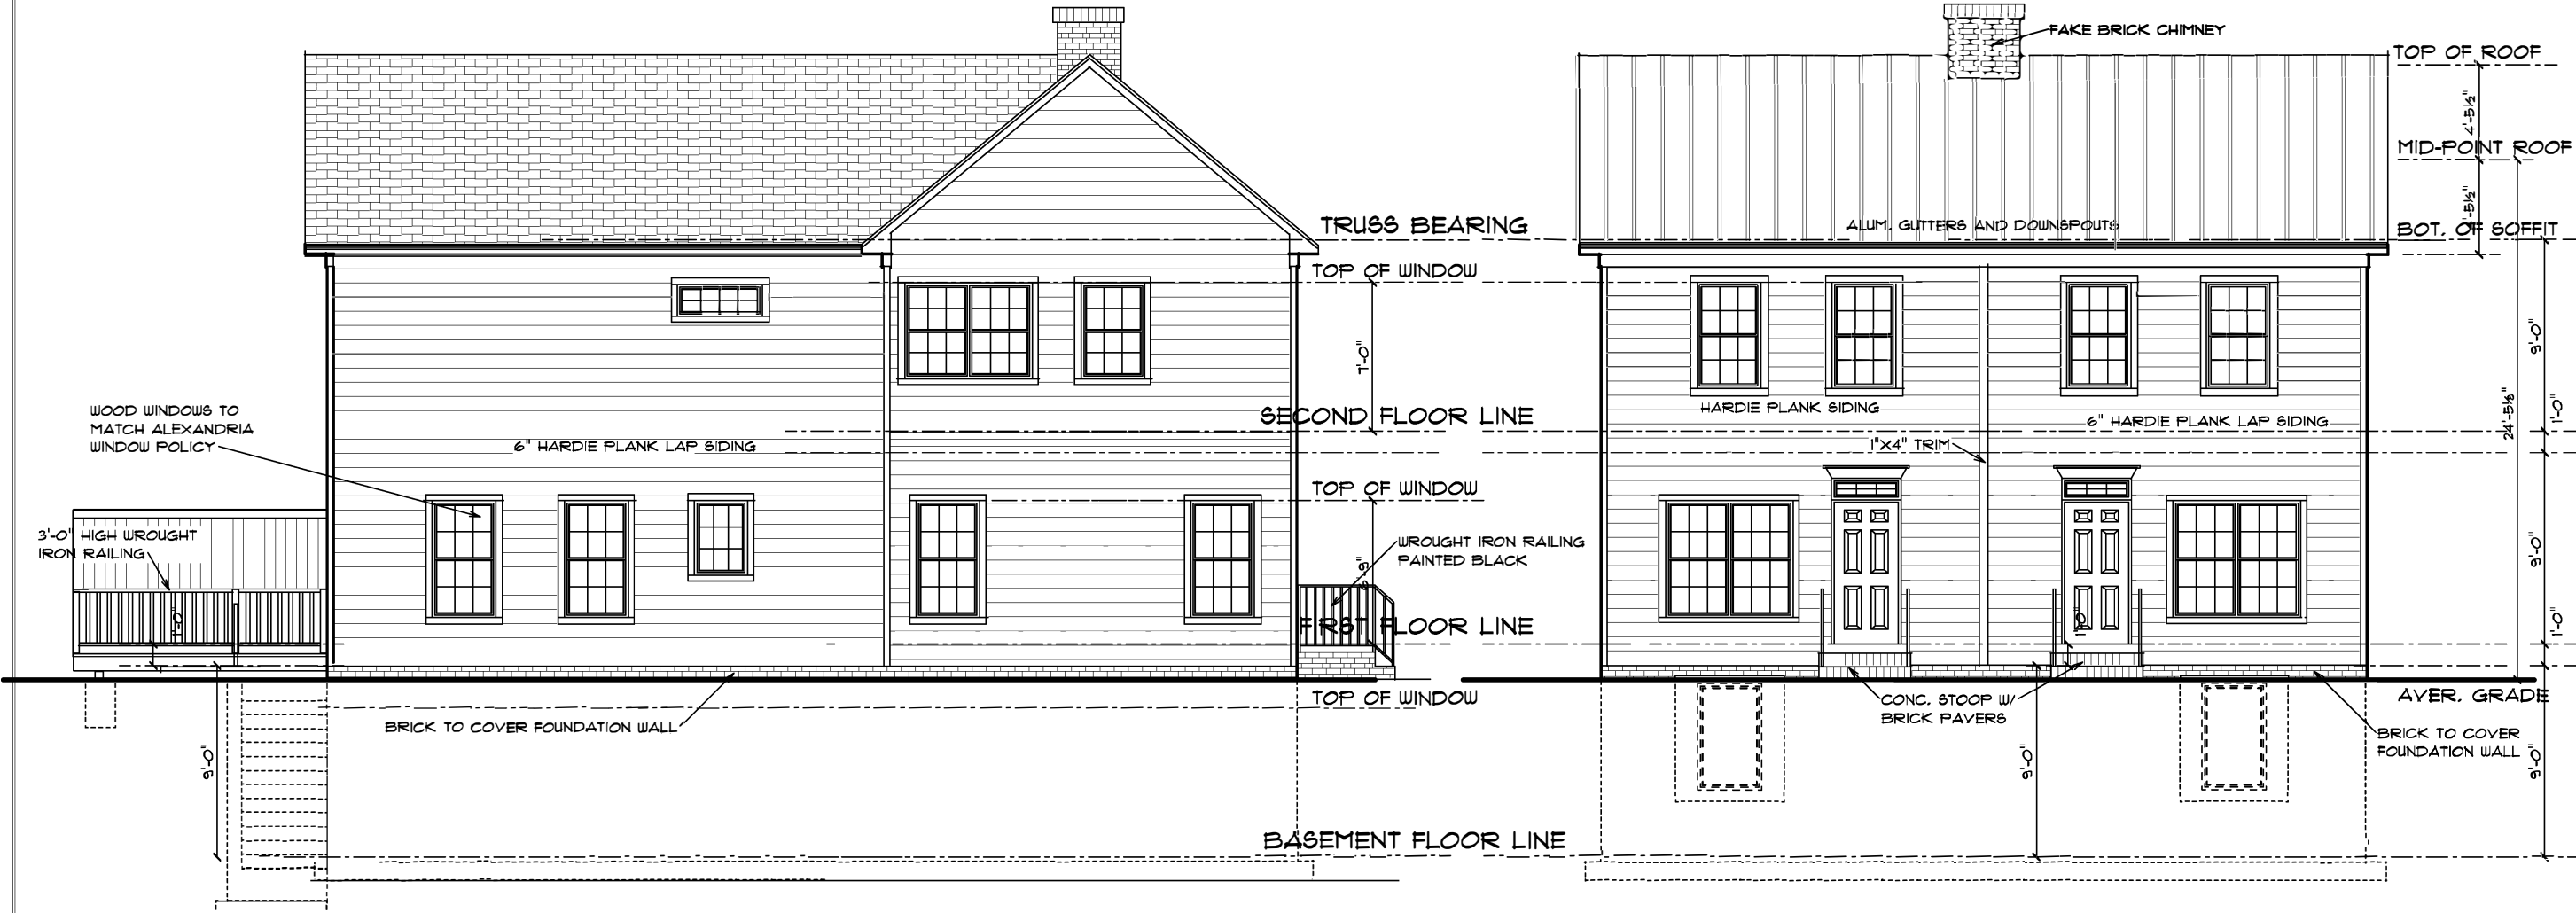 FAKE BRICK CHIMNEY
TOP OF ROOF
4'-5½"
MID-POINT ROOF
TRUSS BEARING
ALUM. GUTTERS AND DOWNSPOUTS
BOT. OF SOFFIT
TOP OF WINDOW
7'-0"
9'-0"
WOOD WINDOWS TO
MATCH ALEXANDRIA
WINDOW POLICY
6" HARDIE PLANK LAP SIDING
SECOND FLOOR LINE
HARDIE PLANK SIDING
6" HARDIE PLANK LAP SIDING
1"X4" TRIM
24'-5⅛"
1'-0"
TOP OF WINDOW
3'-0" HIGH WROUGHT
IRON RAILING
WROUGHT IRON RAILING
PAINTED BLACK
9'-0"
1'-0"
FIRST FLOOR LINE
1'-0"
1'-0"
TOP OF WINDOW
AVER. GRADE
BRICK TO COVER FOUNDATION WALL
CONC. STOOP W/
BRICK PAVERS
BRICK TO COVER
FOUNDATION WALL
9'-0"
9'-0"
9'-0"
BASEMENT FLOOR LINE